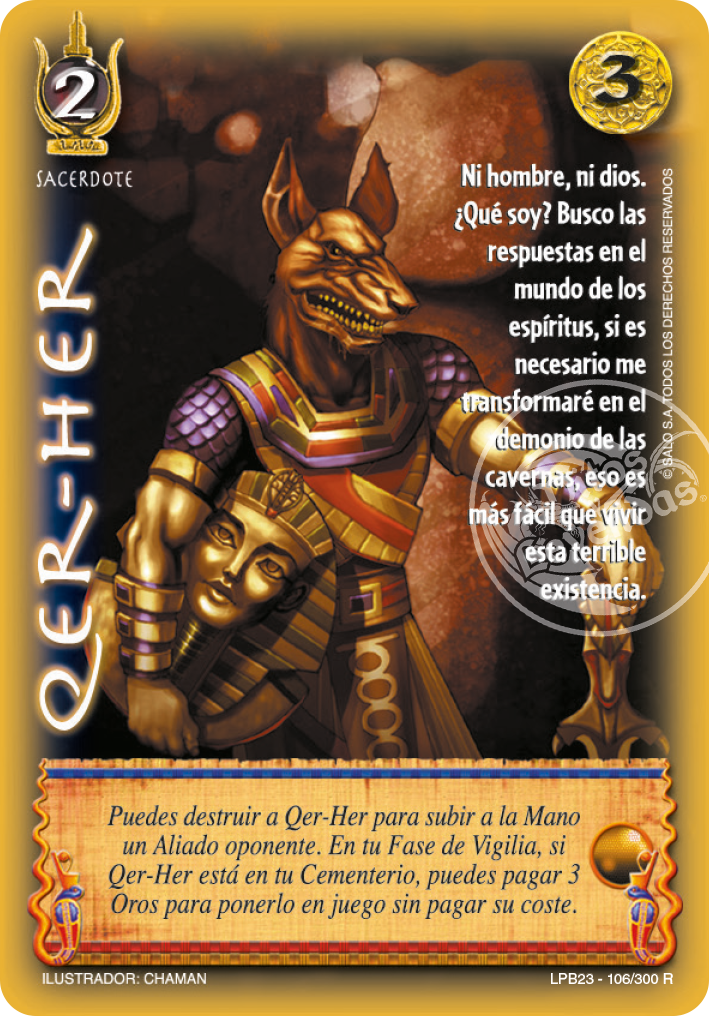 2
3
SACERDOTE
QER-HER
Ni hombre, ni dios.
¿Qué soy? Busco las
respuestas en el
mundo de los
espíritus, si es
necesario me
transformaré en el
demonio de las
cavernas, eso es
más fácil que vivir
esta terrible
existencia.
© SALO S.A. TODOS LOS DERECHOS RESERVADOS
Puedes destruir a Qer-Her para subir a la Mano
un Aliado oponente. En tu Fase de Vigilia, si
Qer-Her está en tu Cementerio, puedes pagar 3
Oros para ponerlo en juego sin pagar su coste.
ILUSTRADOR: CHAMAN
LPB23 - 106/300 R